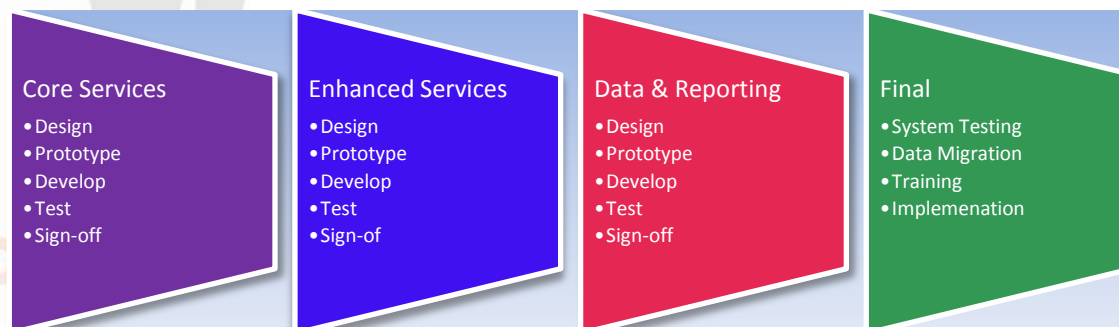 Core Services
•Design
•Prototype
•Develop
•Test
•Sign-off
Enhanced Services
•Design
•Prototype
•Develop
•Test
•Sign-of
Data & Reporting
•Design
•Prototype
•Develop
•Test
•Sign-off
Final
•System Testing
•Data Migration
•Training
•Implemenation